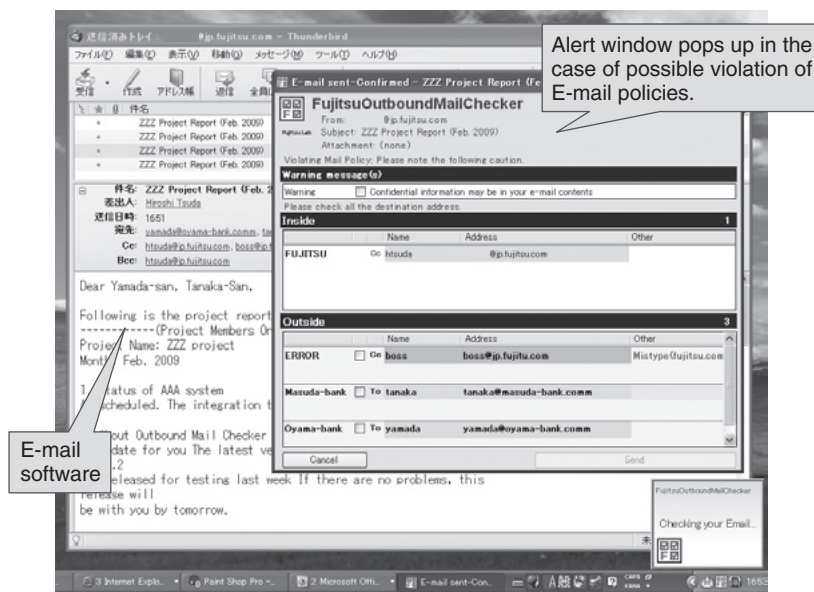 Alert window pops up in the
case of possible violation of
E-mail policies.
送信済みトレイ @jp.fujitsu.com - Thunderbird
ファイル(F) 編集(E) 表示(V) 移動(G) メッセージ(M) ツール(T) ヘルプ(H)
受信 作成 アドレス帳 返信 全員に
件名
ZZZ Project Report (Feb. 2009)
ZZZ Project Report (Feb. 2009)
ZZZ Project Report (Feb. 2009)
ZZZ Project Report (Feb. 2009)
件名: ZZZ Project Report (Feb. 2
差出人: Hiroshi Tsuda
送信日時: 1651
宛先: yamada@oyama-bank.comm, ta
Cc: htsuda@jp.fujitsu.com, boss@jp.f
Bcc: htsuda@jp.fujitsu.com
Dear Yamada-san, Tanaka-San,
Following is the project report
------------(Project Members On
Project Name: ZZZ project
Month: Feb. 2009
1. Status of AAA system
scheduled. The integration t
out Outbound Mail Checker
date for you The latest ve
.2
eleased for testing last week If there are no problems, this
release will
be with you by tomorrow.
E-mail
software
E-mail sent-Confirmed - ZZZ Project Report (Fe
FujitsuOutboundMailChecker
From: @jp.fujitsu.com
Subject: ZZZ Project Report (Feb. 2009)
Attachment: (none)
Violating Mail Policy: Please note the following caution.
Warning message(s)
Warning Confidential information may be in your e-mail contents
Please check all the destination address.
Inside 1
Name Address Other
FUJITSU Cc htsuda @jp.fujitsu.com
Outside 3
Name Address Other
ERROR Cc boss boss@jp.fujitu.com Mistype(fujitsu.com
Masuda-bank To tanaka tanaka@masuda-bank.comm
Oyama-bank To yamada yamada@oyama-bank.comm
Cancel Send
FujitsuOutboundMailChecker
Checking your Email...
3 Internet Explo... Paint Shop Pro -... 2 Microsoft Offi... E-mail sent-Con... A 般 CAPS KANA